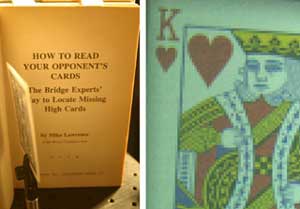 HOW TO READ
YOUR OPPONENT'S
CARDS
The Bridge Experts'
Way to Locate Missing
High Cards
by Mike Lawrence
K